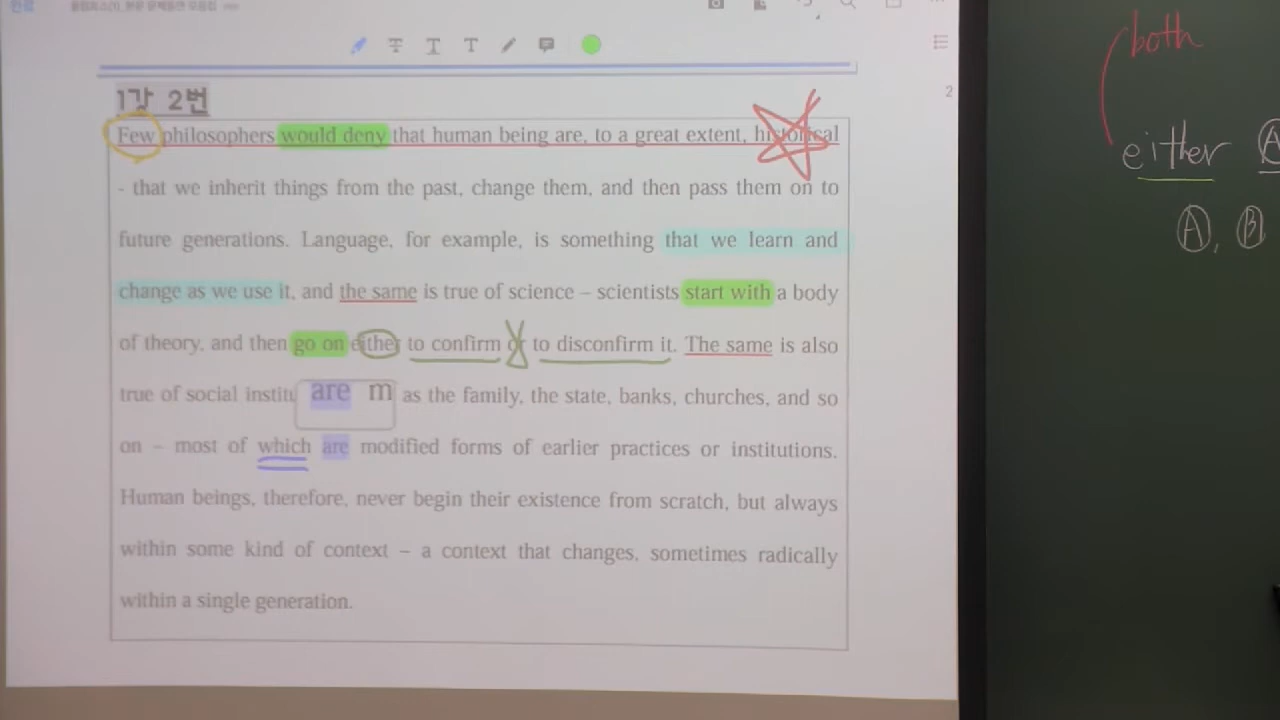 완료
both
2
1강 2번
Few philosophers would deny that human being are, to a great extent, historical
either A
- that we inherit things from the past, change them, and then pass them on to
A, B
future generations. Language, for example, is something that we learn and
change as we use it, and the same is true of science – scientists start with a body
of theory, and then go on either to confirm or to disconfirm it. The same is also
true of social are m as the family, the state, banks, churches, and so
on – most of which are modified forms of earlier practices or institutions.
Human beings, therefore, never begin their existence from scratch, but always
within some kind of context – a context that changes, sometimes radically
within a single generation.